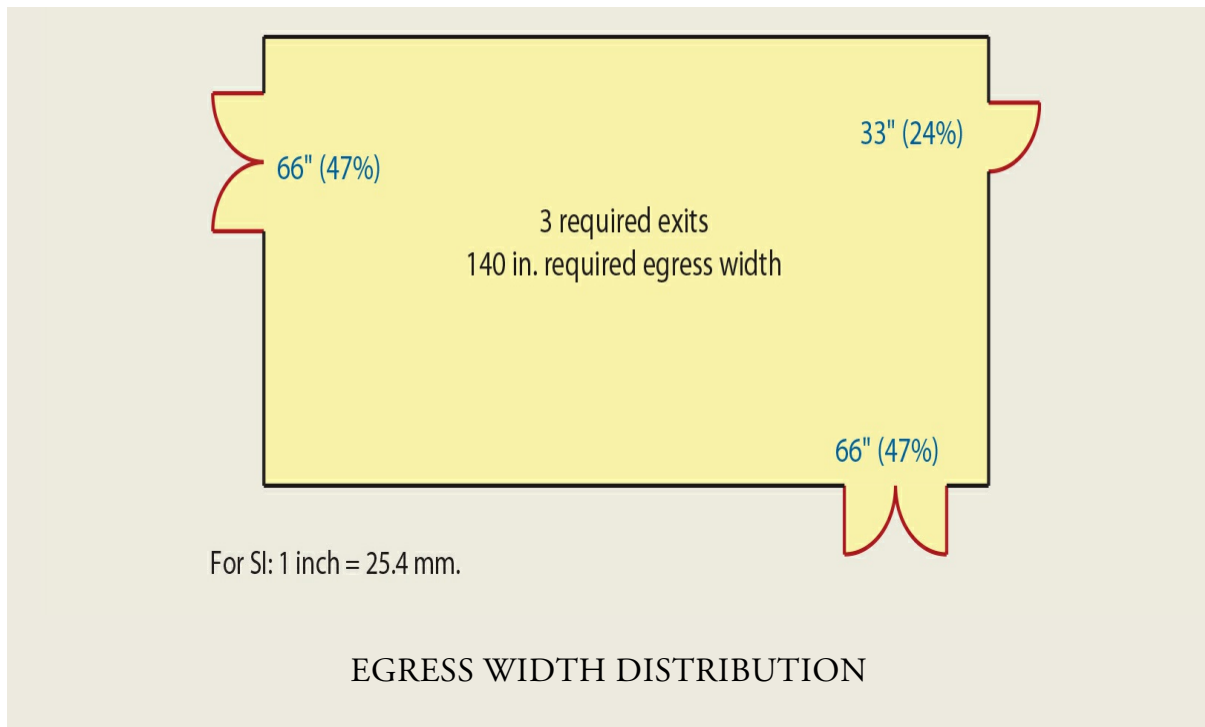 33" (24%)
66" (47%)
3 required exits
140 in. required egress width
66" (47%)
For SI: 1 inch = 25.4 mm.
EGRESS WIDTH DISTRIBUTION